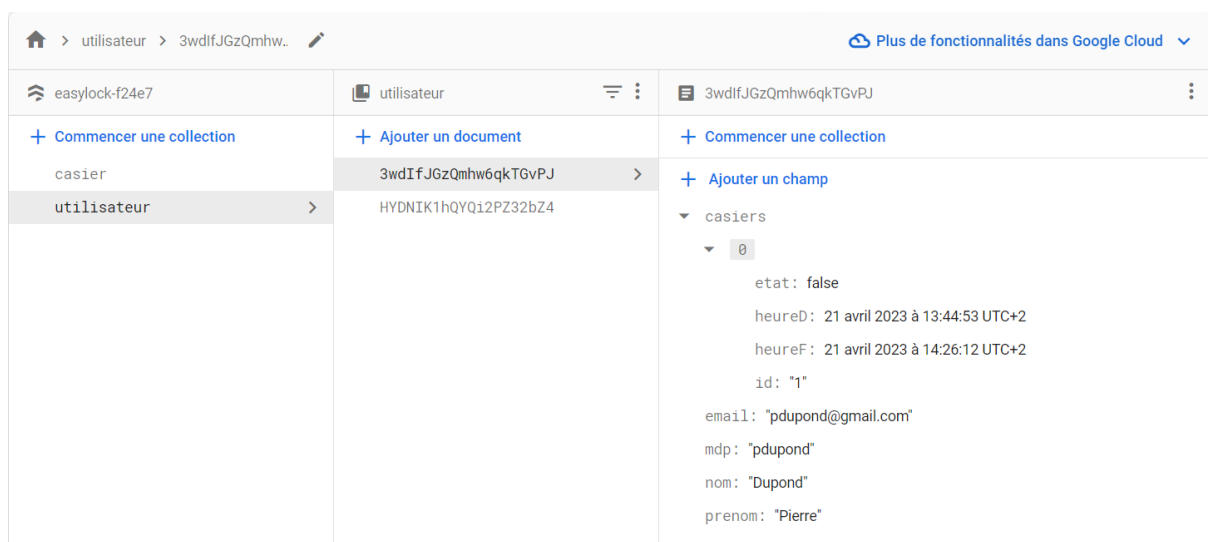 utilisateur > 3wdIfJGzQmhw..
Plus de fonctionnalités dans Google Cloud
easylock-f24e7
utilisateur
3wdIfJGzQmhw6qkTGvPJ
+ Commencer une collection
+ Ajouter un document
+ Commencer une collection
casier
3wdIfJGzQmhw6qkTGvPJ
+ Ajouter un champ
utilisateur
HYDNIK1hQYQi2PZ32bZ4
casiers
0
etat: false
heureD: 21 avril 2023 à 13:44:53 UTC+2
heureF: 21 avril 2023 à 14:26:12 UTC+2
id: "1"
email: "pdupond@gmail.com"
mdp: "pdupond"
nom: "Dupond"
prenom: "Pierre"